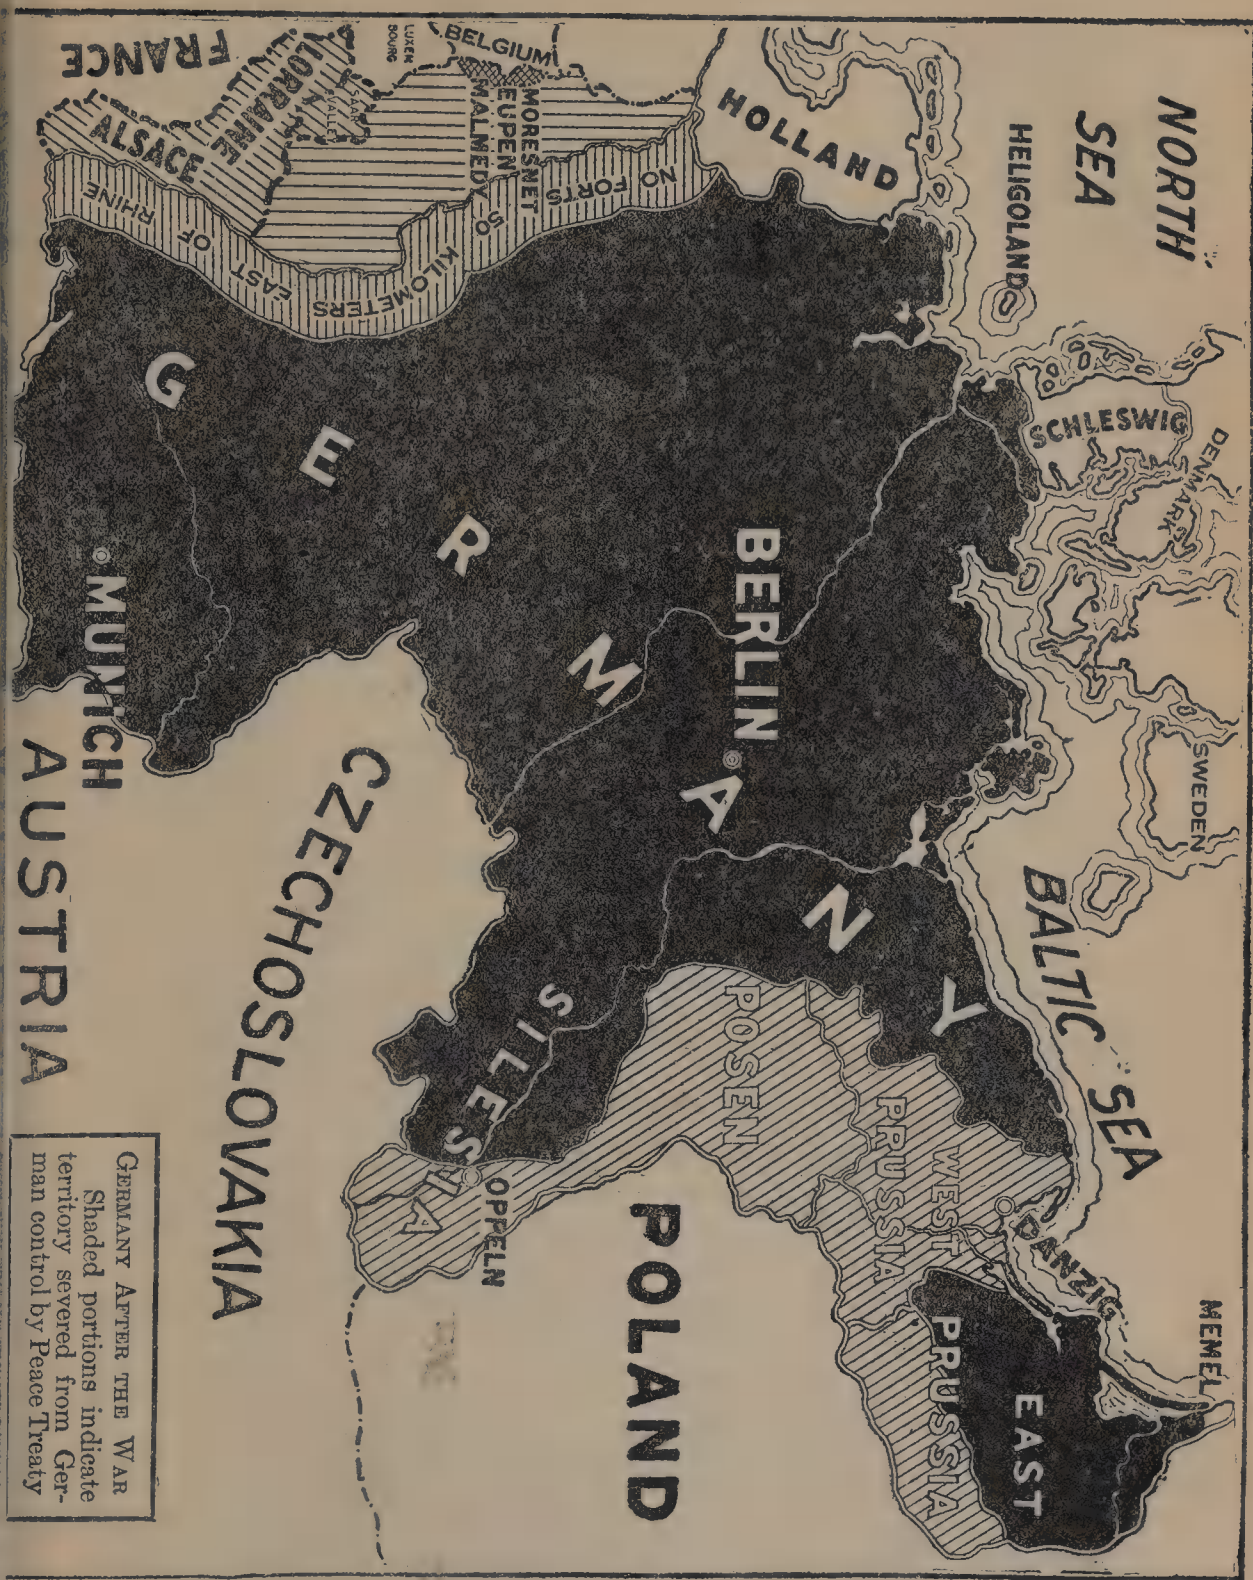 NORTH
SEA
HELIGOLAND
SCHLESWIG
DENMARK
SWEDEN
BALTIC SEA
MEMEL
HOLLAND
DANZIG
EAST
PRUSSIA
WEST
PRUSSIA
BERLIN
POSEN
POLAND
BELGIUM
LUXEM
BOURG
MORESNET
EUPEN
MALMEDY
NO FORTS 50 KILOMETERS EAST OF RHINE
GERMANY
SILESIA
OPPELN
SAAR
VALLEY
LORRAINE
ALSACE
FRANCE
MUNICH
CZECHOSLOVAKIA
AUSTRIA
GERMANY AFTER THE WAR
Shaded portions indicate
territory severed from Ger-
man control by Peace Treaty